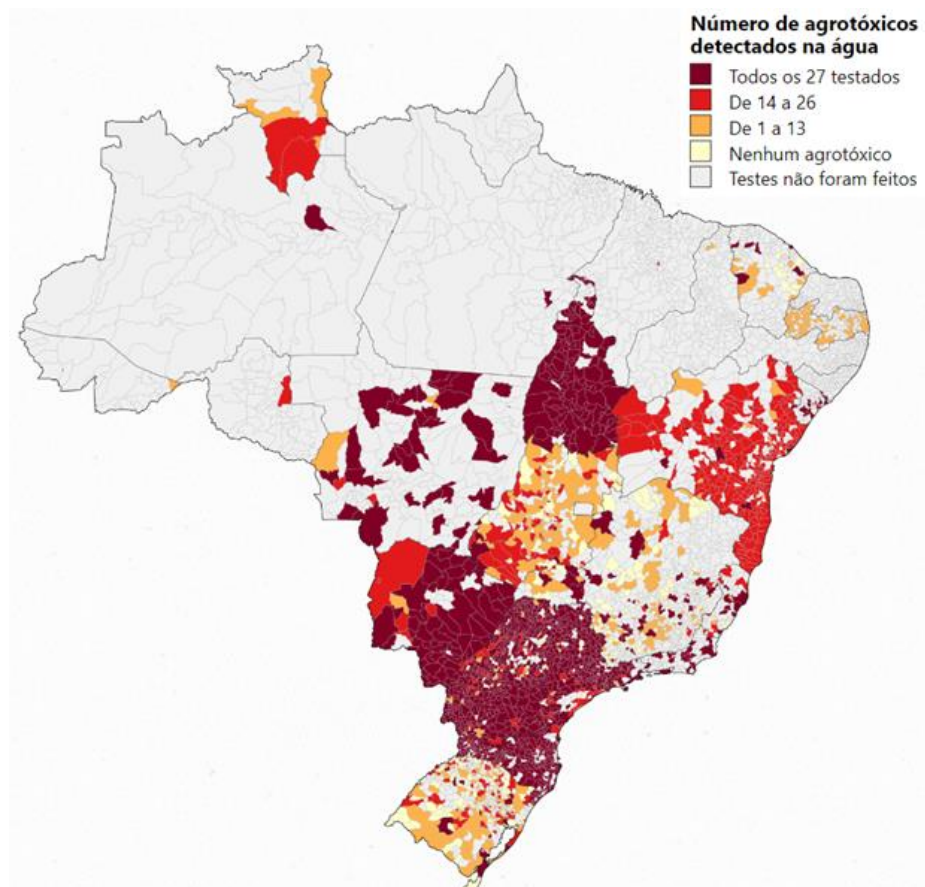 Número de agrotóxicos
detectados na água
Todos os 27 testados
De 14 a 26
De 1 a 13
Nenhum agrotóxico
Testes não foram feitos